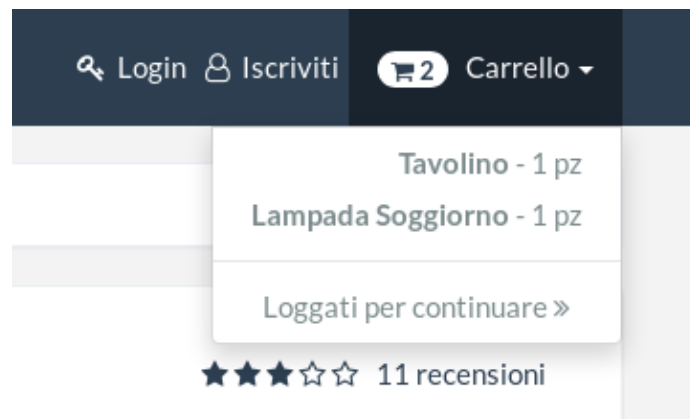 Login Iscriviti 2 Carrello
Tavolino - 1 pz
Lampada Soggiorno - 1 pz
Loggati per continuare »
11 recensioni